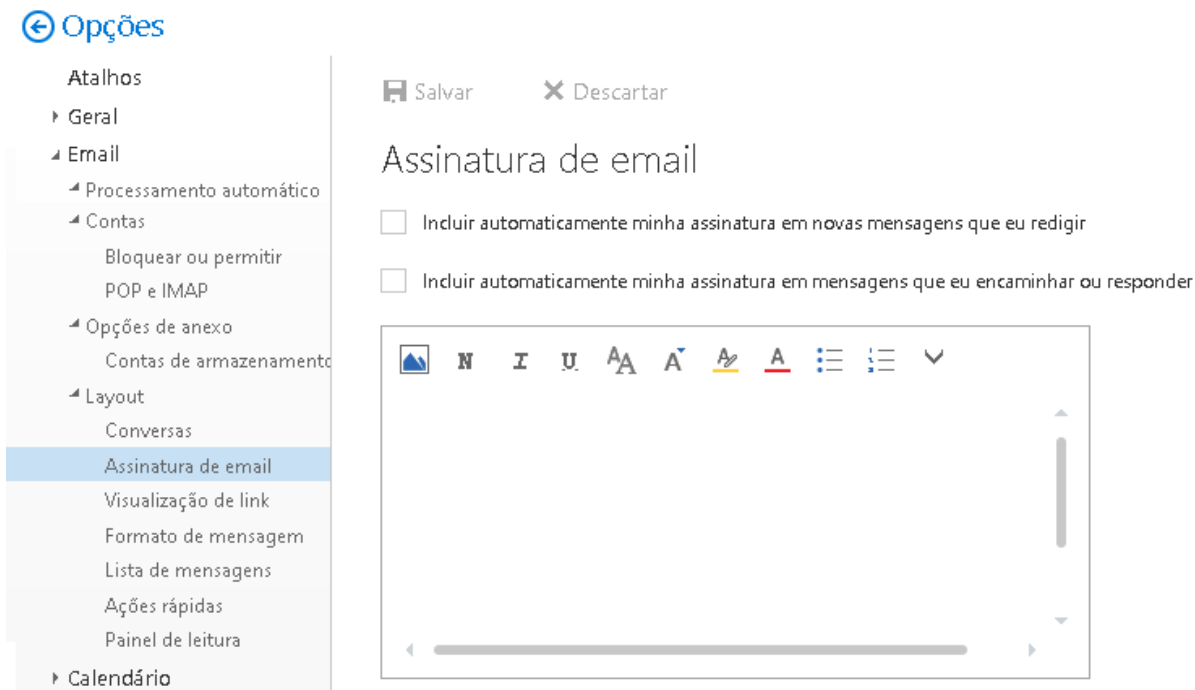 Opções
Atalhos
Geral
Email
Processamento automático
Contas
Bloquear ou permitir
POP e IMAP
Opções de anexo
Contas de armazenamento
Layout
Conversas
Assinatura de email
Visualização de link
Formato de mensagem
Lista de mensagens
Ações rápidas
Painel de leitura
Calendário
Salvar Descartar
Assinatura de email
Incluir automaticamente minha assinatura em novas mensagens que eu redigir
Incluir automaticamente minha assinatura em mensagens que eu encaminhar ou responder
N I U AA A A A